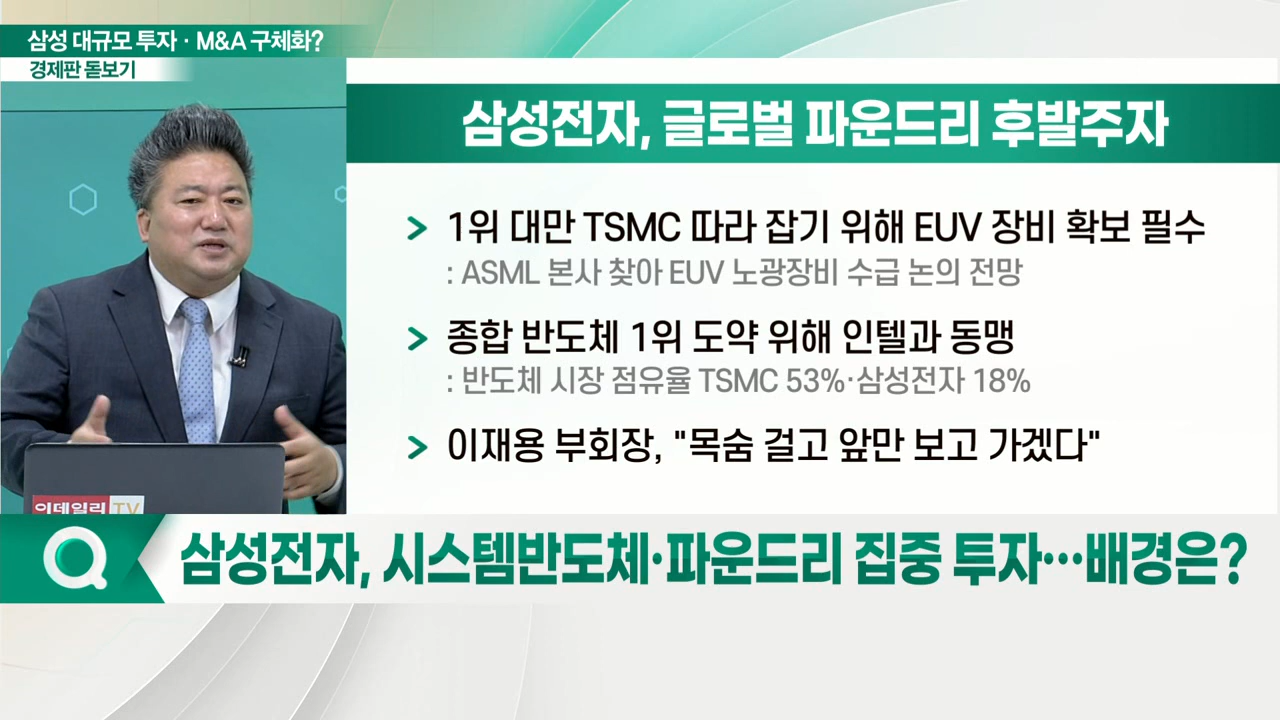 삼성 대규모 투자· M&A 구체화?
경제판 돋보기
삼성전자, 글로벌 파운드리 후발주자
> 1위 대만 TSMC 따라 잡기 위해 EUV 장비 확보 필수
: ASML 본사 찾아 EUV 노광장비 수급 논의 전망
> 종합 반도체 1위 도약 위해 인텔과 동맹
: 반도체 시장 점유율 TSMC 53%·삼성전자 18%
> 이재용 부회장, "목숨 걸고 앞만 보고 가겠다"
이데일리 TV
Q 삼성전자, 시스템반도체·파운드리 집중 투자…배경은?